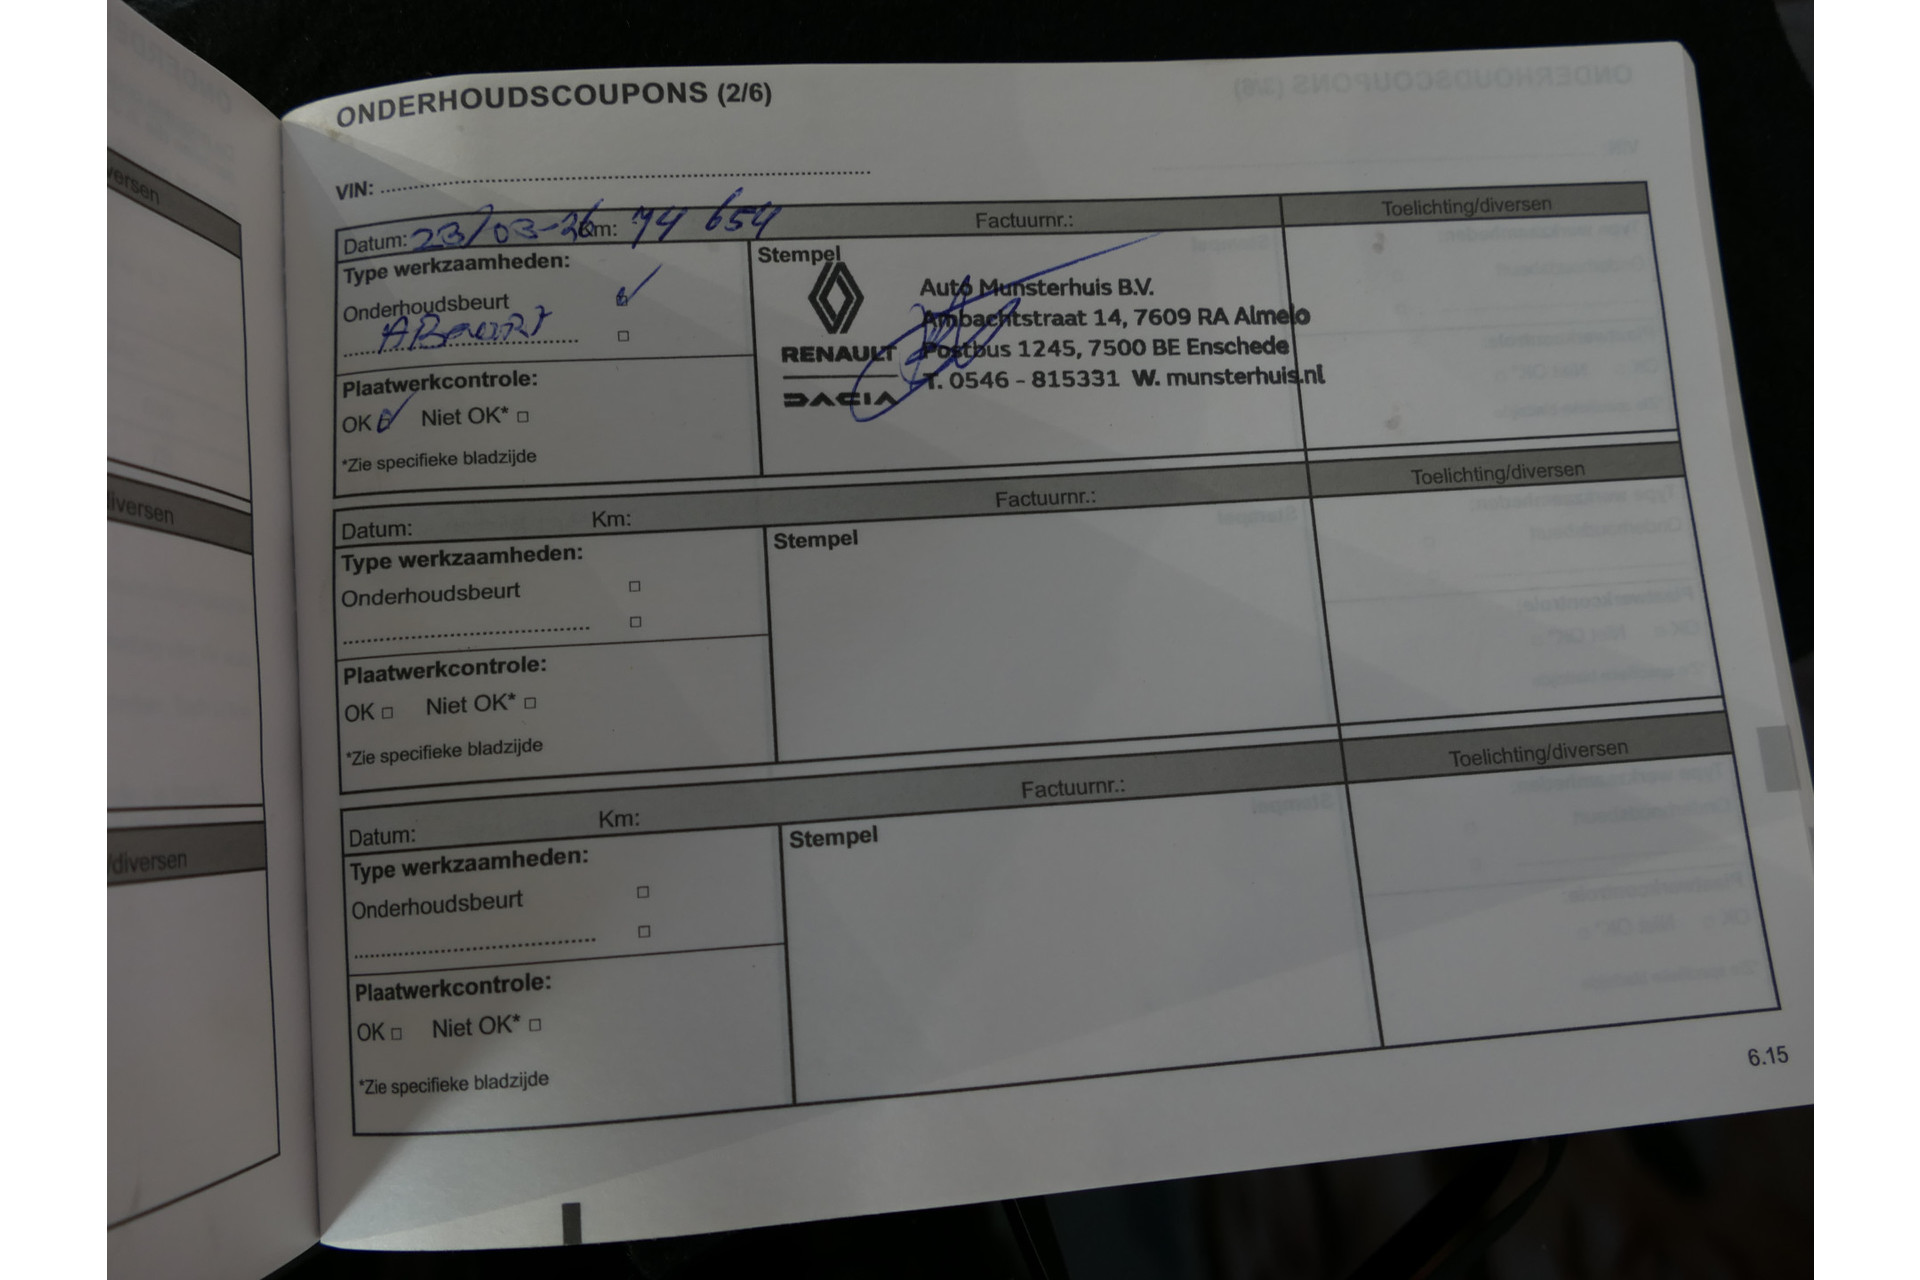 ONDERHOUDSCOUPONS (2/6)
VIN:
Datum: 23/03-26 Km: 74 654 Factuurnr.: Toelichting/diversen
Type werkzaamheden:
Onderhoudsbeurt
A Beurt
Plaatwerkcontrole:
OK Niet OK*
*Zie specifieke bladzijde
Stempel
RENAULT
DACIA
Auto Munsterhuis B.V.
Ambachtstraat 14, 7609 RA Almelo
Postbus 1245, 7500 BE Enschede
T. 0546 - 815331 W. munsterhuis.nl
Datum: Km: Factuurnr.: Toelichting/diversen
Type werkzaamheden:
Onderhoudsbeurt
Plaatwerkcontrole:
OK Niet OK*
*Zie specifieke bladzijde
Stempel
Datum: Km: Factuurnr.: Toelichting/diversen
Type werkzaamheden:
Onderhoudsbeurt
Plaatwerkcontrole:
OK Niet OK*
*Zie specifieke bladzijde
Stempel
6.15